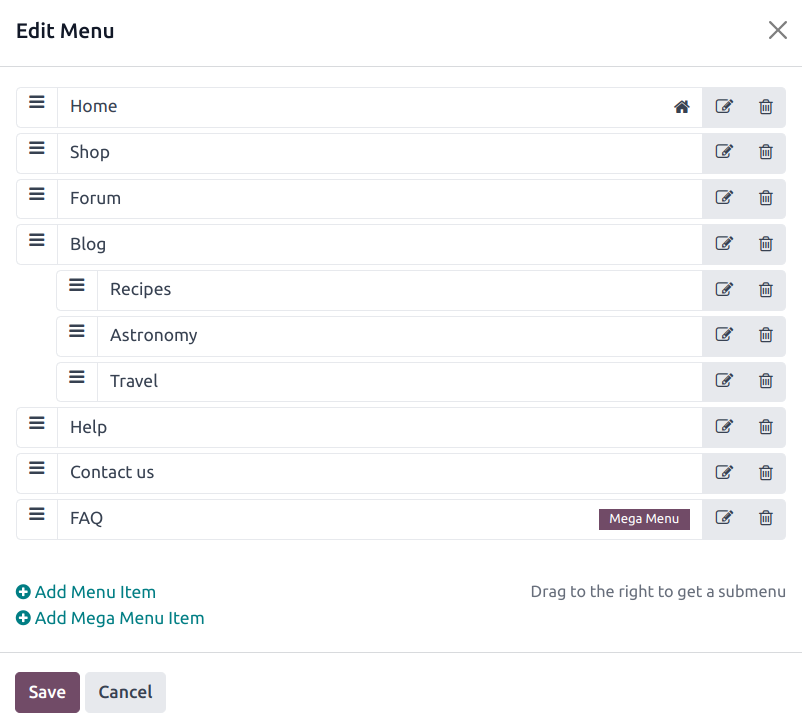 Edit Menu
Home
Shop
Forum
Blog
Recipes
Astronomy
Travel
Help
Contact us
FAQ Mega Menu
Add Menu Item Drag to the right to get a submenu
Add Mega Menu Item
Save Cancel